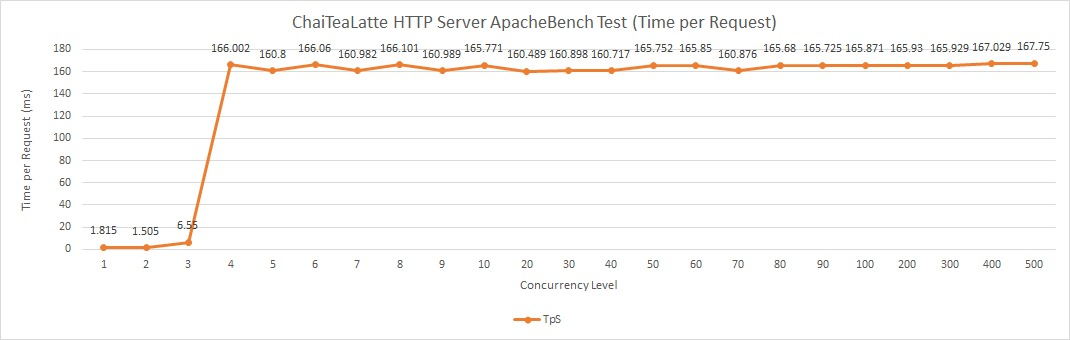 ChaiTeaLatte HTTP Server ApacheBench Test (Time per Request)
180
160
140
120
100
80
60
40
20
0
Time per Request (ms)
1.815 1.505 6.55 166.002 160.8 166.06 160.982 166.101 160.989 165.771 160.489 160.898 160.717 165.752 165.85 160.876 165.68 165.725 165.871 165.93 165.929 167.029 167.75
1 2 3 4 5 6 7 8 9 10 20 30 40 50 60 70 80 90 100 200 300 400 500
Concurrency Level
TpS